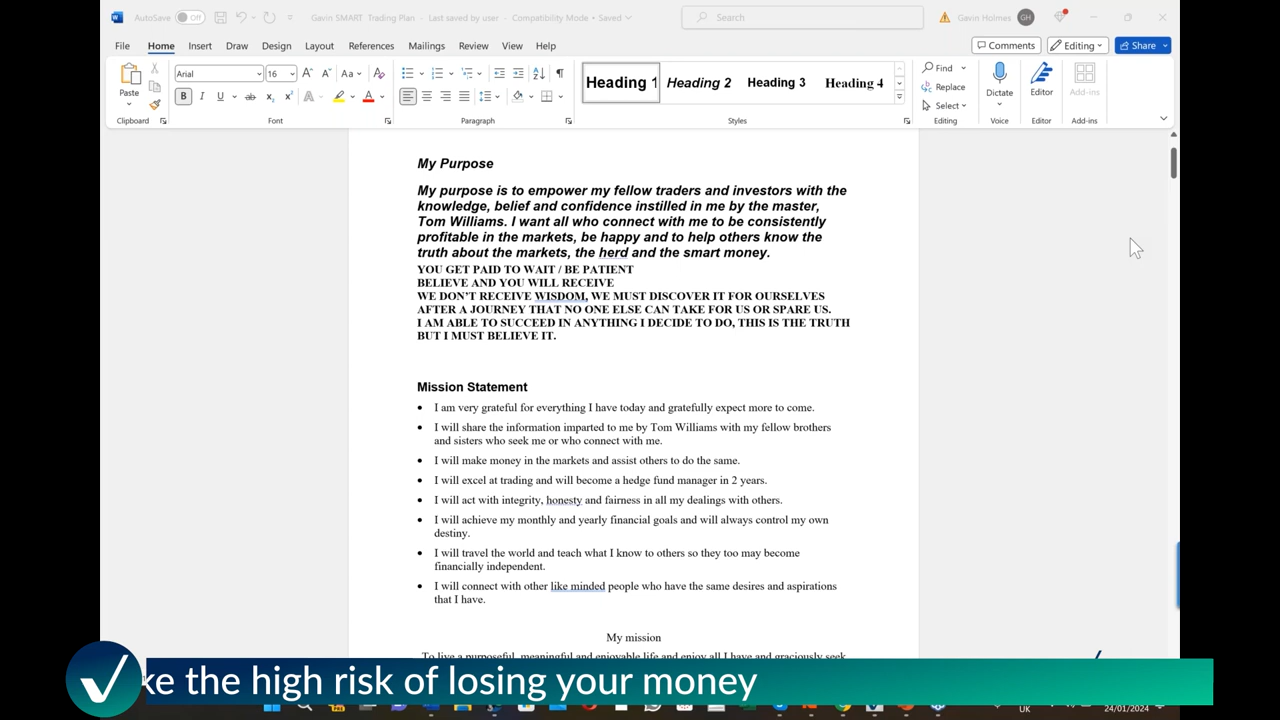 AutoSave Off Gavin SMART Trading Plan - Last saved by user - Compatibility Mode • Saved Search Gavin Holmes GH
File Home Insert Draw Design Layout References Mailings Review View Help Comments Editing Share
Paste Arial 16 Heading 1 Heading 2 Heading 3 Heading 4 Find Replace Select Dictate Editor Add-ins
Clipboard Font Paragraph Styles Editing Voice Editor Add-ins
My Purpose
My purpose is to empower my fellow traders and investors with the
knowledge, belief and confidence instilled in me by the master,
Tom Williams. I want all who connect with me to be consistently
profitable in the markets, be happy and to help others know the
truth about the markets, the herd and the smart money.
YOU GET PAID TO WAIT / BE PATIENT
BELIEVE AND YOU WILL RECEIVE
WE DON'T RECEIVE WISDOM, WE MUST DISCOVER IT FOR OURSELVES
AFTER A JOURNEY THAT NO ONE ELSE CAN TAKE FOR US OR SPARE US.
I AM ABLE TO SUCCEED IN ANYTHING I DECIDE TO DO, THIS IS THE TRUTH
BUT I MUST BELIEVE IT.
Mission Statement
• I am very grateful for everything I have today and gratefully expect more to come.
• I will share the information imparted to me by Tom Williams with my fellow brothers
and sisters who seek me or who connect with me.
• I will make money in the markets and assist others to do the same.
• I will excel at trading and will become a hedge fund manager in 2 years.
• I will act with integrity, honesty and fairness in all my dealings with others.
• I will achieve my monthly and yearly financial goals and will always control my own
destiny.
• I will travel the world and teach what I know to others so they too may become
financially independent.
• I will connect with other like minded people who have the same desires and aspirations
that I have.
My mission
To live a purposeful, meaningful and enjoyable life and enjoy all I have and graciously seek
ke the high risk of losing your money
UK 24/01/2024